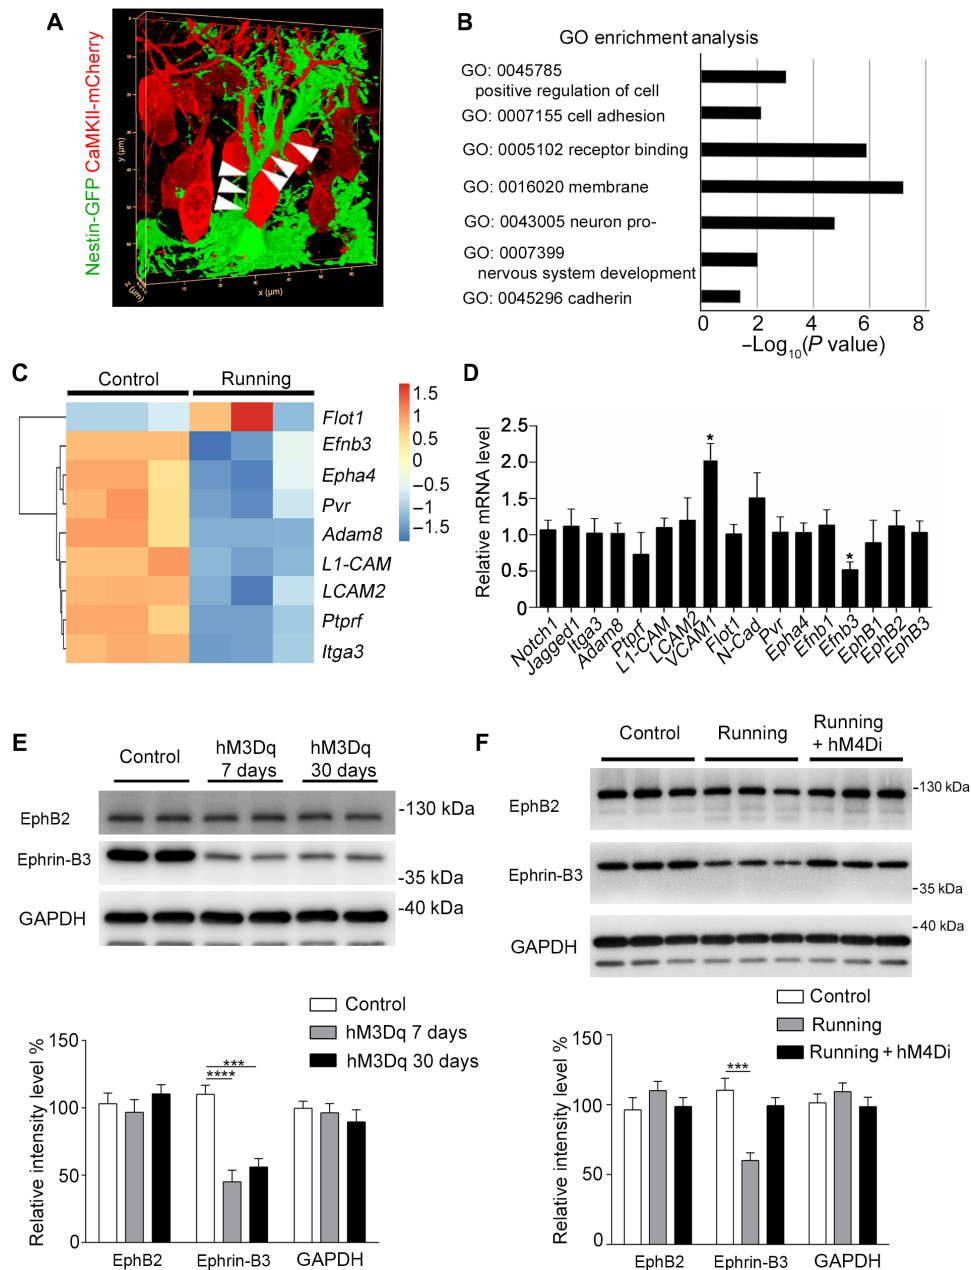 A
Nestin-GFP CaMKII-mCherry
y (μm)
x (μm)
z (μm)
B
GO enrichment analysis
GO: 0045785
positive regulation of cell
GO: 0007155 cell adhesion
GO: 0005102 receptor binding
GO: 0016020 membrane
GO: 0043005 neuron pro-
GO: 0007399
nervous system development
GO: 0045296 cadherin
0 2 4 6 8
–Log10(P value)
C
Control Running
Flot1
Efnb3
Epha4
Pvr
Adam8
L1-CAM
LCAM2
Ptprf
Itga3
1.5
1
0.5
0
−0.5
−1
−1.5
D
Relative mRNA level
2.5
2.0
1.5
1.0
0.5
0
*
*
Notch1
Jagged1
Itga3
Adam8
Ptprf
L1-CAM
LCAM2
VCAM1
Flot1
N-Cad
Pvr
Epha4
Efnb1
Efnb3
EphB1
EphB2
EphB3
E
Control
hM3Dq
7 days
hM3Dq
30 days
EphB2
-130 kDa
Ephrin-B3
-35 kDa
GAPDH
-40 kDa
Control
hM3Dq 7 days
hM3Dq 30 days
Relative intensity level %
150
100
50
0
***
****
EphB2 Ephrin-B3 GAPDH
F
Control
Running
Running
+ hM4Di
EphB2
-130 kDa
Ephrin-B3
-35 kDa
GAPDH
-40 kDa
Control
Running
Running + hM4Di
Relative intensity level %
150
100
50
0
***
EphB2 Ephrin-B3 GAPDH